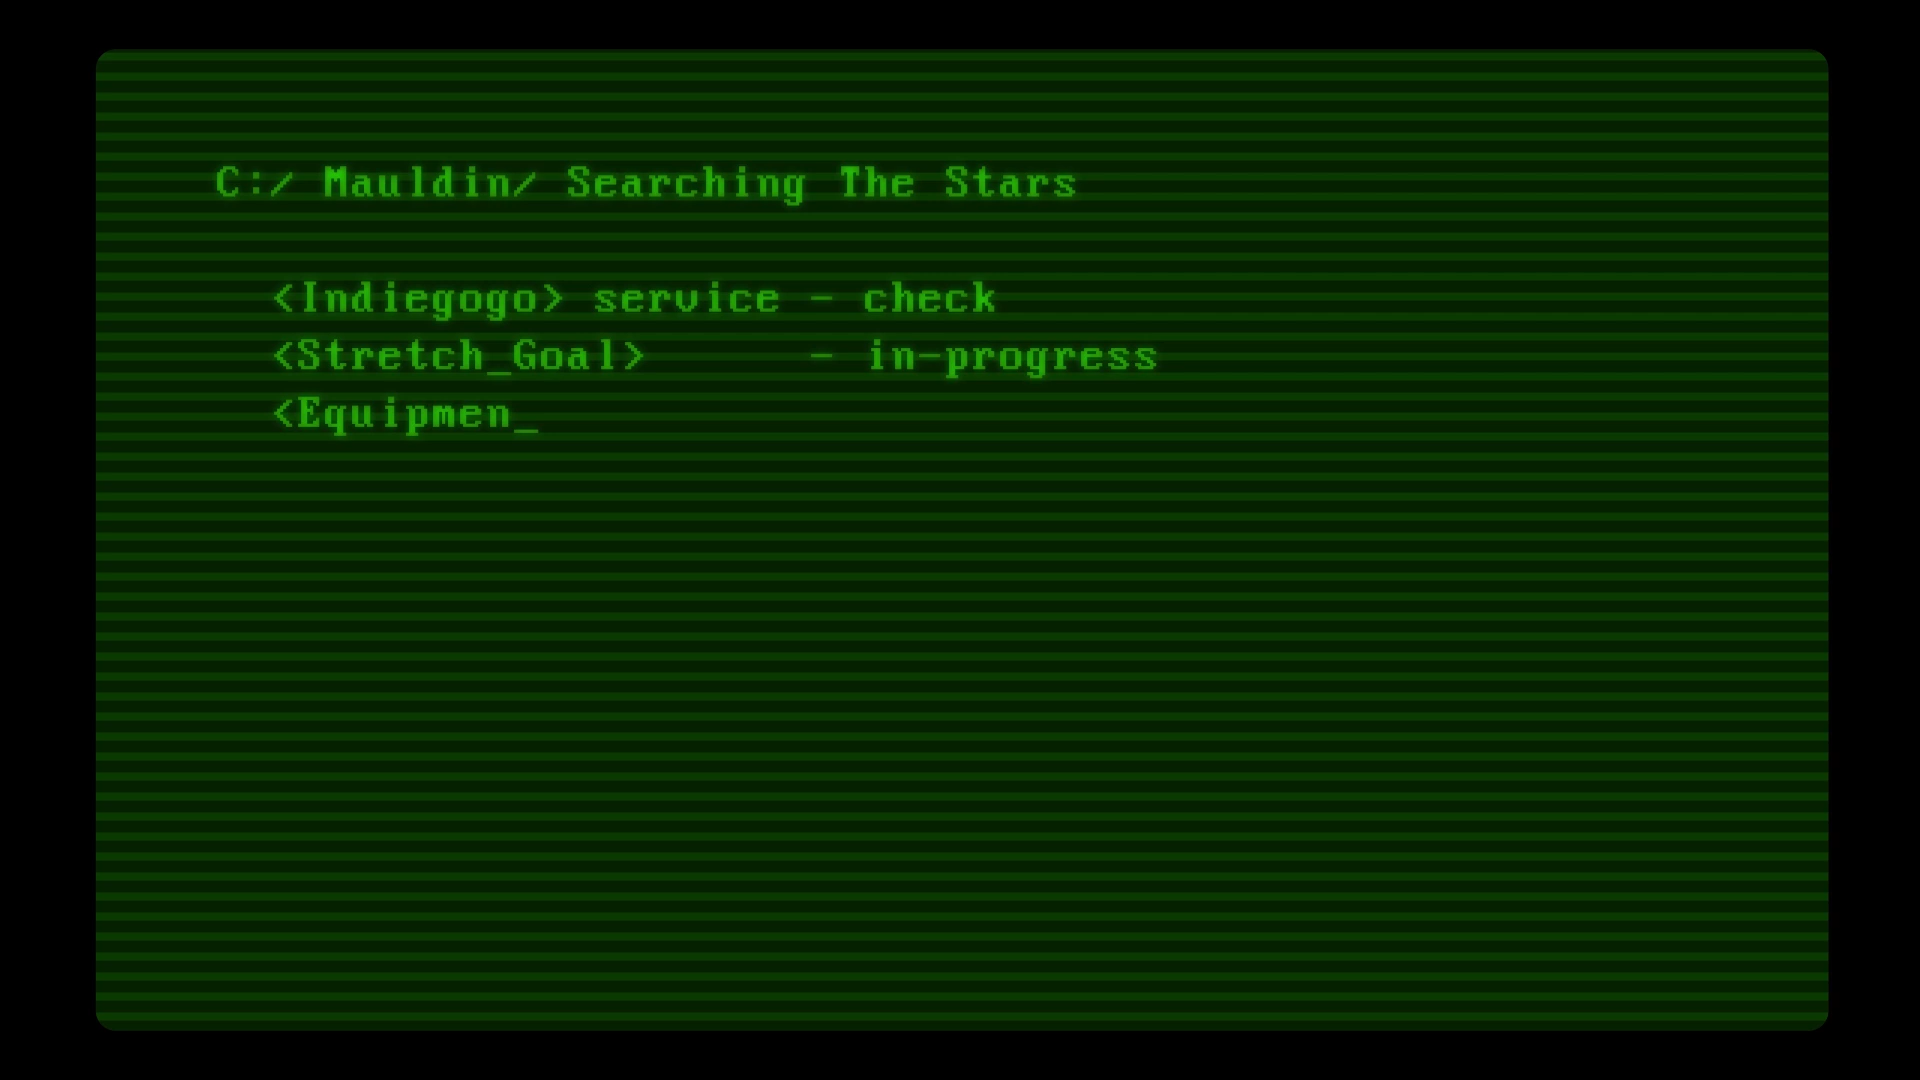 C:/ Mauldin/ Searching The Stars
<Indiegogo> service - check
<Stretch_Goal> - in-progress
<Equipmen_